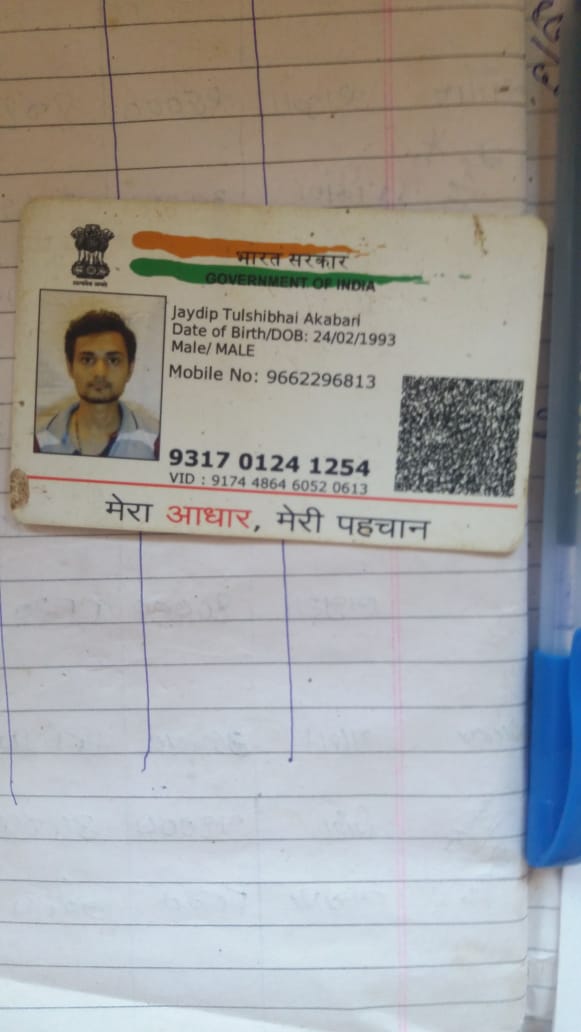 भारत सरकार
GOVERNMENT OF INDIA
Jaydip Tulshibhai Akabari
Date of Birth/DOB: 24/02/1993
Male/ MALE
Mobile No: 9662296813
9317 0124 1254
VID : 9174 4864 6052 0613
मेरा आधार, मेरी पहचान